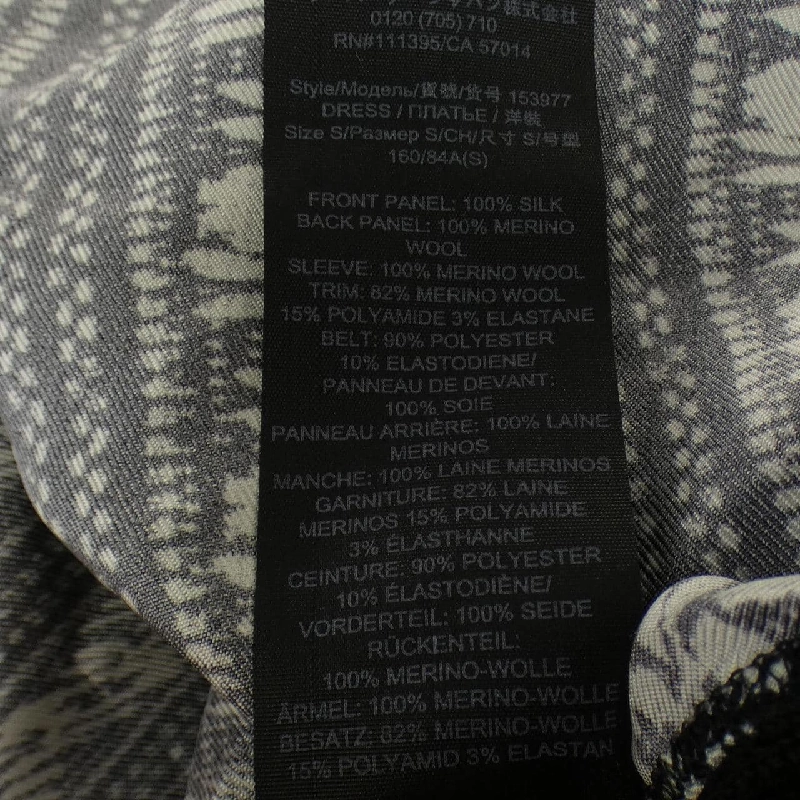 株式会社
0120 (705) 710
RN#111395/CA 57014
Style/Модель/型號/货号 153977
DRESS / ПЛАТЬЕ / 洋裝
Size S/Размер S/CH/尺寸 S/号型
160/84A(S)
FRONT PANEL: 100% SILK
BACK PANEL: 100% MERINO
WOOL
SLEEVE: 100% MERINO WOOL
TRIM: 82% MERINO WOOL
15% POLYAMIDE 3% ELASTANE
BELT: 90% POLYESTER
10% ELASTODIENE/
PANNEAU DE DEVANT:
100% SOIE
PANNEAU ARRIÈRE: 100% LAINE
MERINOS
MANCHE: 100% LAINE MERINOS
GARNITURE: 82% LAINE
MERINOS 15% POLYAMIDE
3% ÉLASTHANNE
CEINTURE: 90% POLYESTER
10% ÉLASTODIÈNE/
VORDERTEIL: 100% SEIDE
RÜCKENTEIL:
100% MERINO-WOLLE
ÄRMEL: 100% MERINO-WOLLE
BESATZ: 82% MERINO-WOLLE
15% POLYAMID 3% ELASTAN